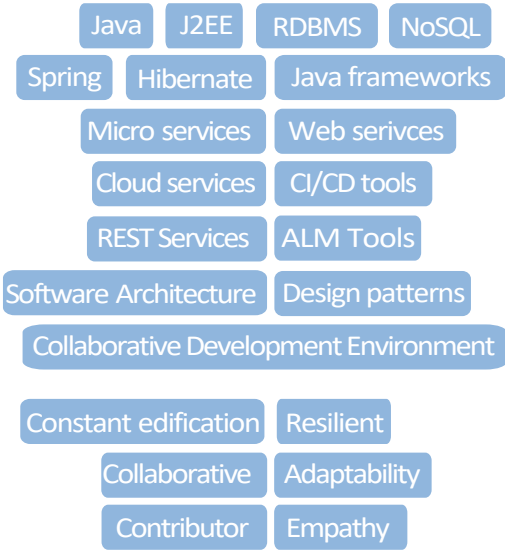 Java J2EE RDBMS NoSQL
Spring Hibernate Java frameworks
Micro services Web serivces
Cloud services CI/CD tools
REST Services ALM Tools
Software Architecture Design patterns
Collaborative Development Environment
Constant edification Resilient
Collaborative Adaptability
Contributor Empathy